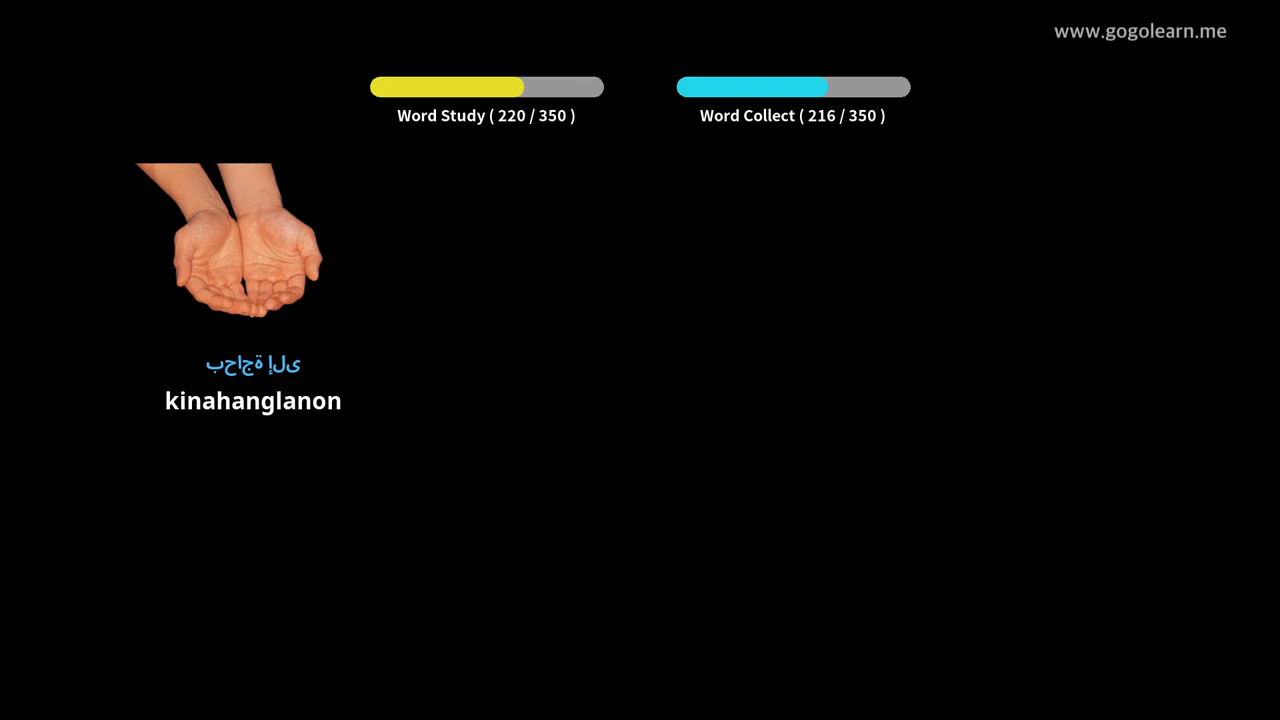 www.gogolearn.me
Word Study ( 220 / 350 )
Word Collect ( 216 / 350 )
بحاجة إلى
kinahanglanon